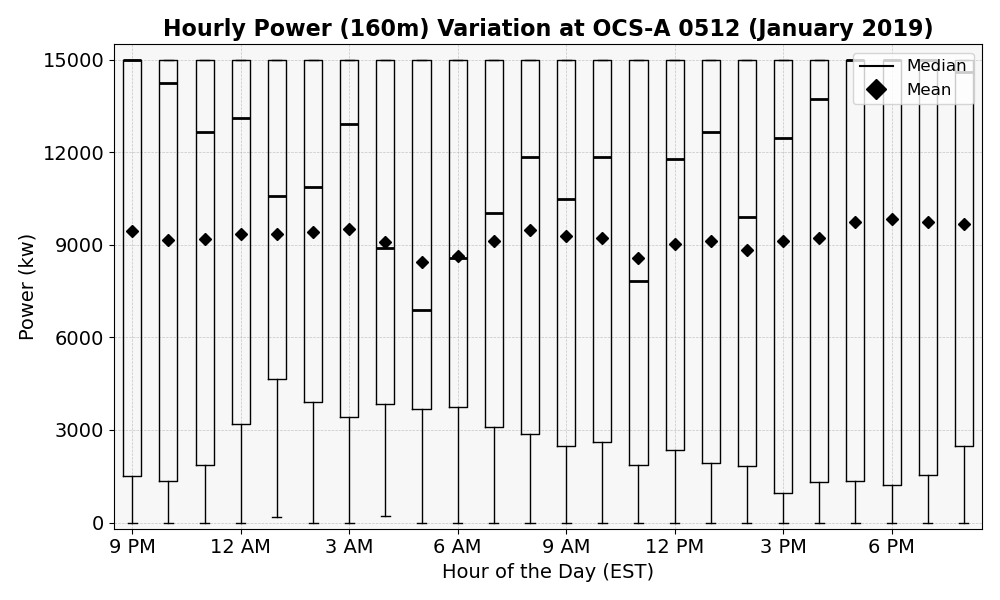 Hourly Power (160m) Variation at OCS-A 0512 (January 2019)
Median
Mean
15000
12000
9000
6000
3000
0
Power (kw)
9 PM
12 AM
3 AM
6 AM
9 AM
12 PM
3 PM
6 PM
Hour of the Day (EST)